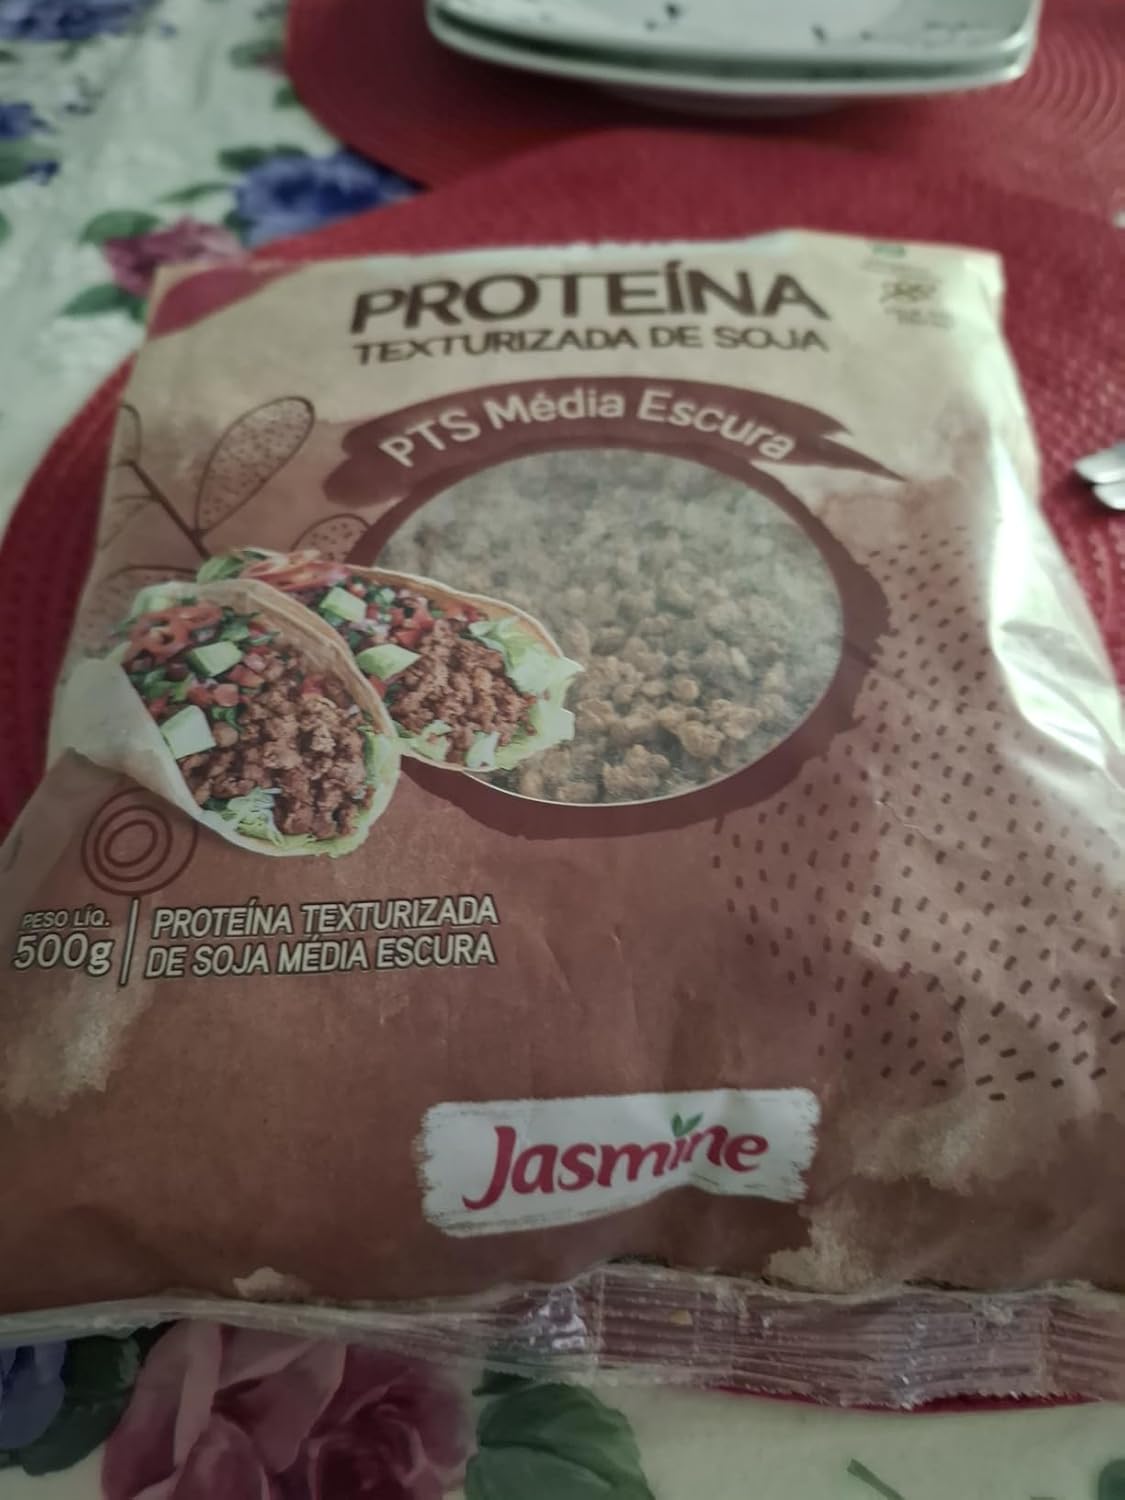 PROTEÍNA
TEXTURIZADA DE SOJA
PTS Média Escura
PESO LÍQ.
500g
PROTEÍNA TEXTURIZADA
DE SOJA MÉDIA ESCURA
Jasmine